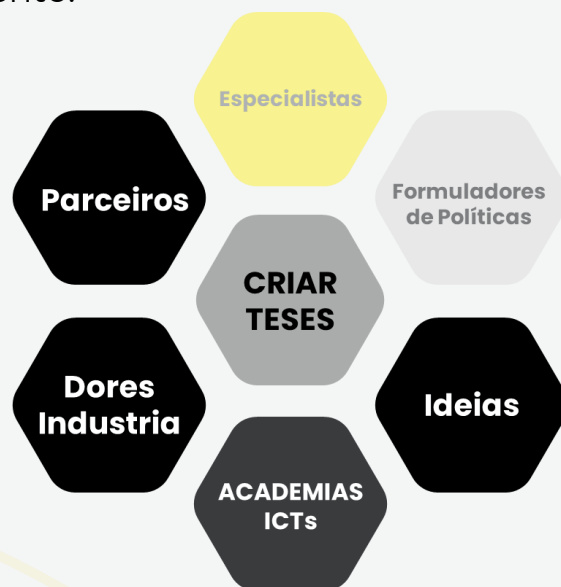 Especialistas
Parceiros
Formuladores
de Políticas
CRIAR
TESES
Dores
Industria
Ideias
ACADEMIAS
ICTs